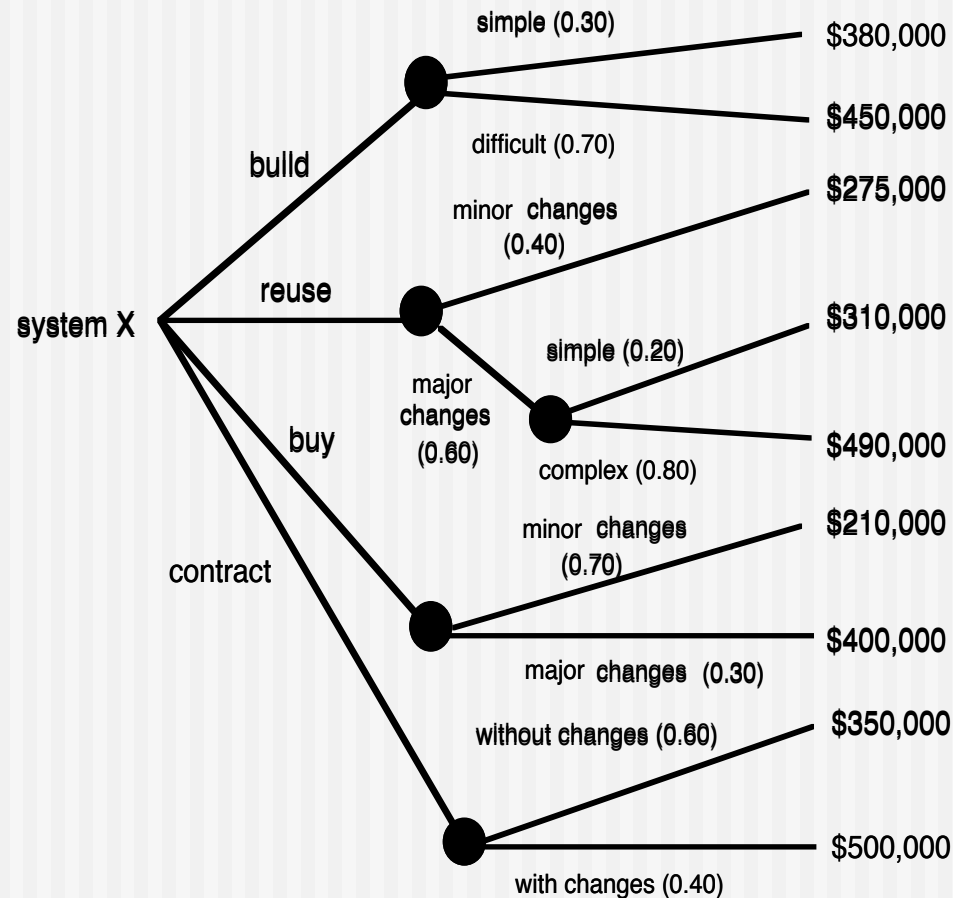 simple (0.30)
$380,000
$450,000
difficult (0.70)
build
$275,000
minor changes
(0.40)
reuse
system X
$310,000
simple (0.20)
major
changes
(0.60)
buy
$490,000
complex (0.80)
$210,000
minor changes
(0.70)
contract
$400,000
major changes (0.30)
$350,000
without changes (0.60)
$500,000
with changes (0.40)